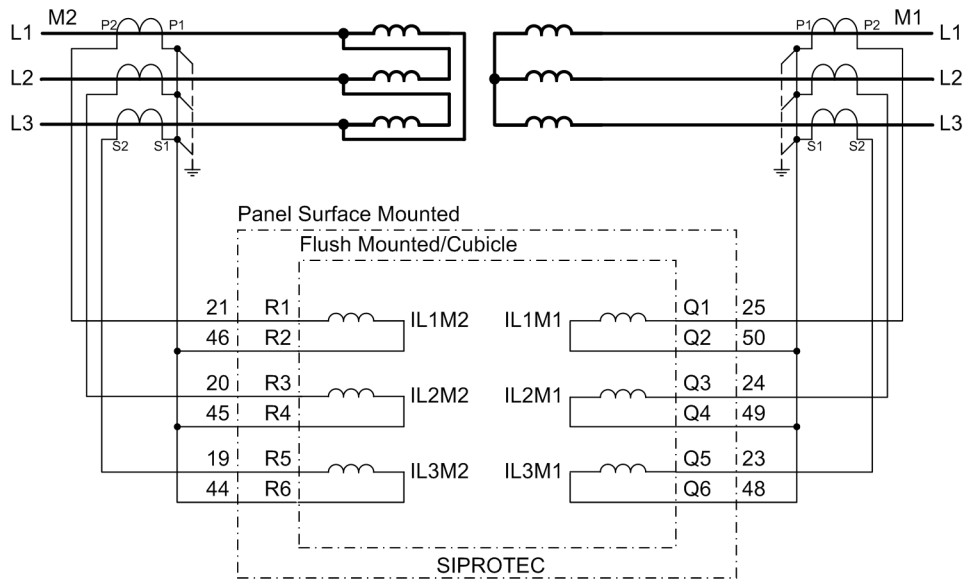 M2 P2 P1 P1 P2 M1
L1 L1
L2 L2
L3 L3
S2 S1 S1 S2
Panel Surface Mounted
Flush Mounted/Cubicle
21 R1 IL1M2 IL1M1 Q1 25
46 R2 Q2 50
20 R3 IL2M2 IL2M1 Q3 24
45 R4 Q4 49
19 R5 IL3M2 IL3M1 Q5 23
44 R6 Q6 48
SIPROTEC